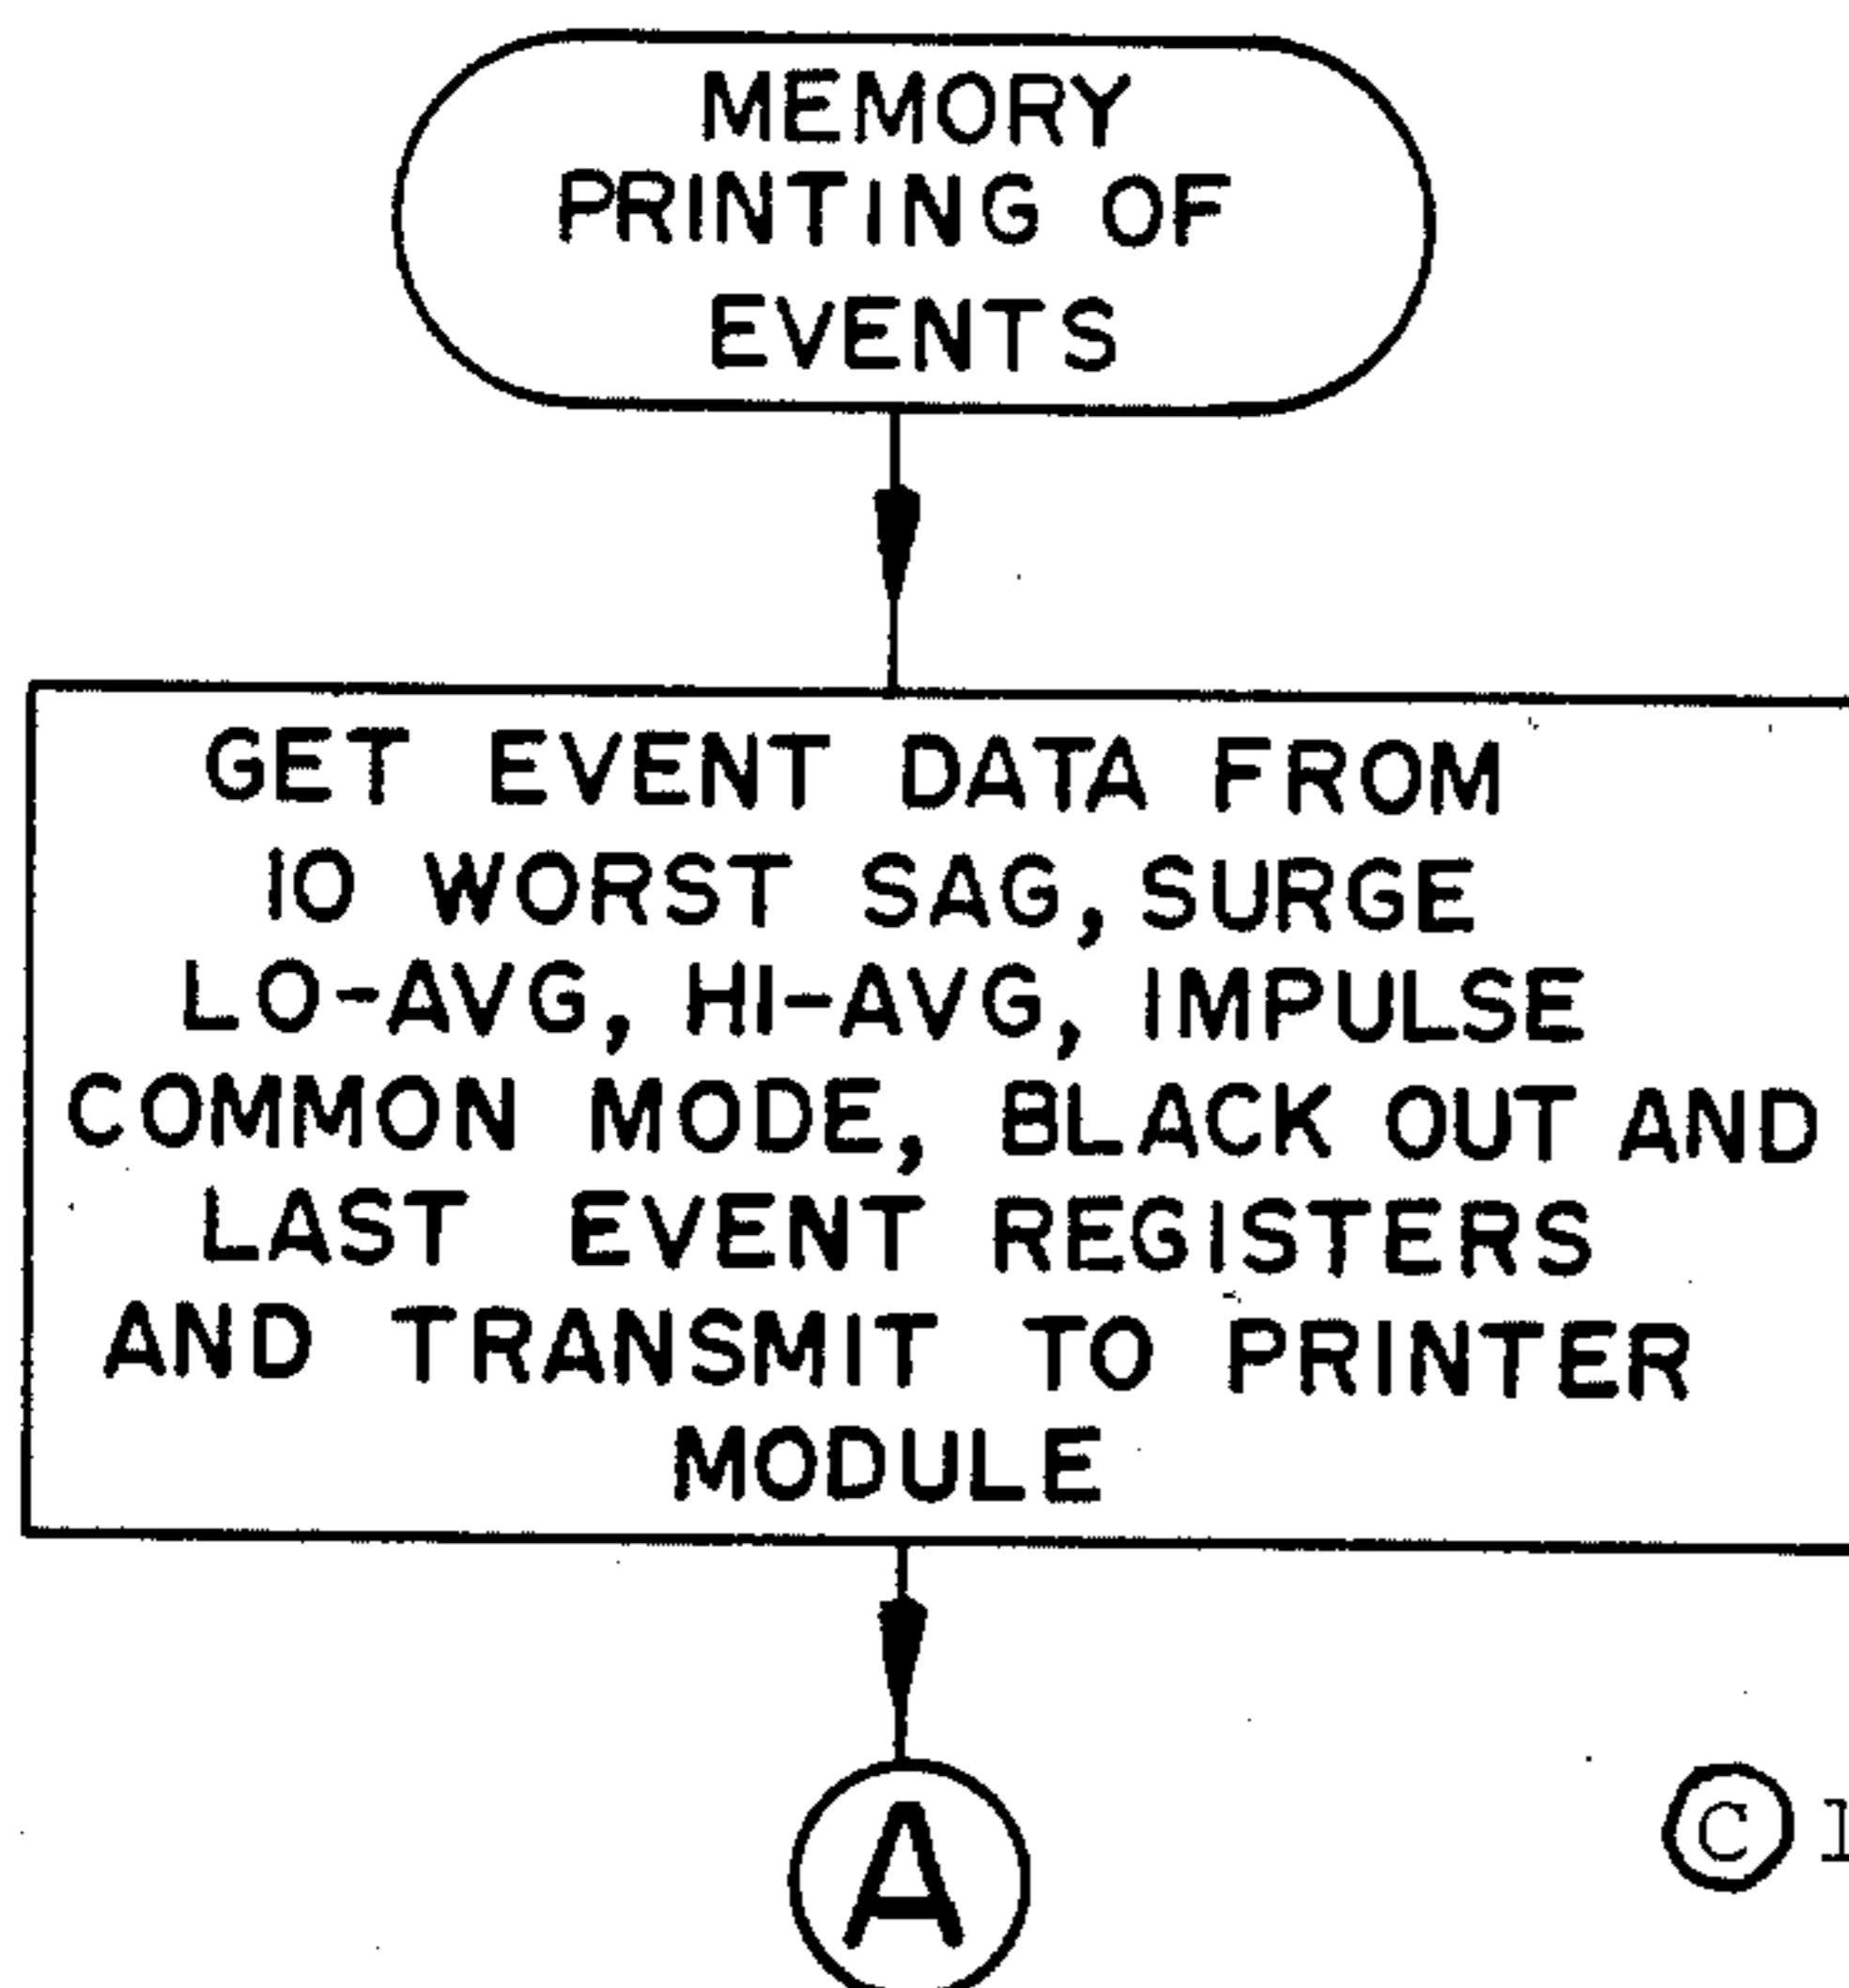 MEMORY
PRINTING OF
EVENTS
GET EVENT DATA FROM
10 WORST SAG, SURGE
LO-AVG, HI-AVG, IMPULSE
COMMON MODE, BLACK OUT AND
LAST EVENT REGISTERS
AND TRANSMIT TO PRINTER
MODULE
A
©